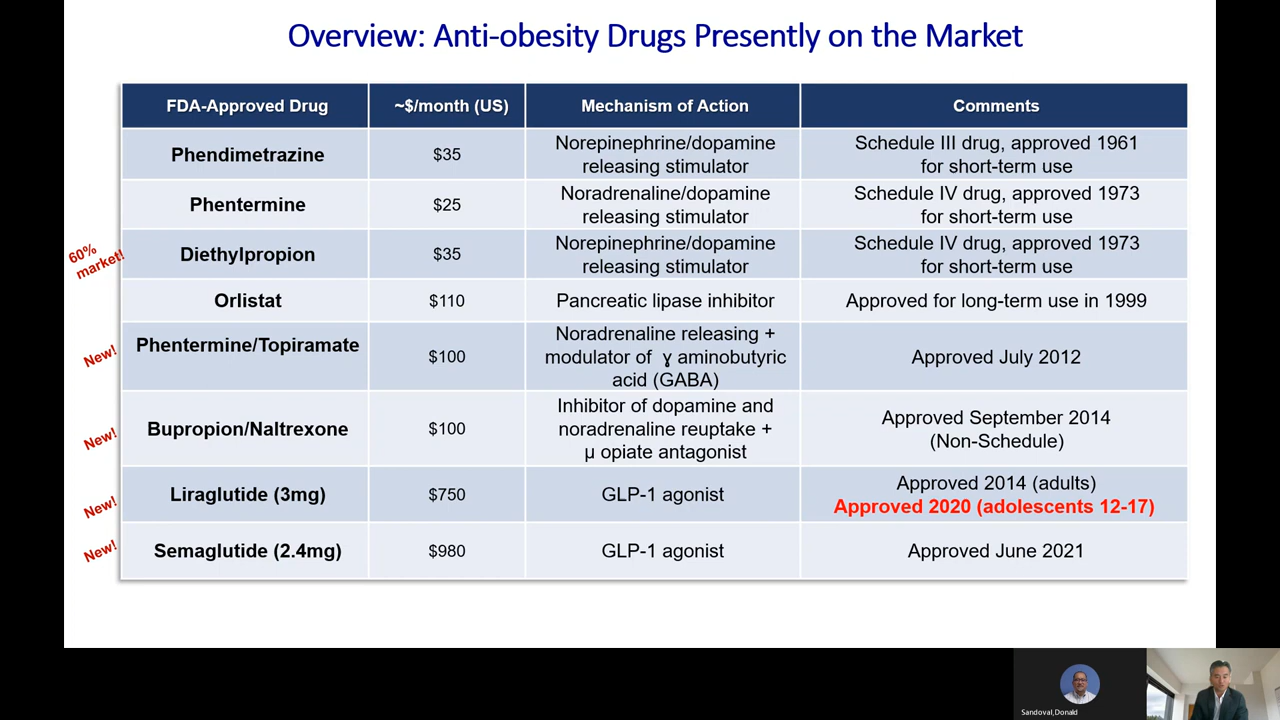 Overview: Anti-obesity Drugs Presently on the Market
FDA-Approved Drug
~$/month (US)
Mechanism of Action
Comments
Phendimetrazine
$35
Norepinephrine/dopamine
releasing stimulator
Schedule III drug, approved 1961
for short-term use
Phentermine
$25
Noradrenaline/dopamine
releasing stimulator
Schedule IV drug, approved 1973
for short-term use
60%
market!
Diethylpropion
$35
Norepinephrine/dopamine
releasing stimulator
Schedule IV drug, approved 1973
for short-term use
Orlistat
$110
Pancreatic lipase inhibitor
Approved for long-term use in 1999
New!
Phentermine/Topiramate
$100
Noradrenaline releasing +
modulator of ɣ aminobutyric
acid (GABA)
Approved July 2012
New!
Bupropion/Naltrexone
$100
Inhibitor of dopamine and
noradrenaline reuptake +
µ opiate antagonist
Approved September 2014
(Non-Schedule)
New!
Liraglutide (3mg)
$750
GLP-1 agonist
Approved 2014 (adults)
Approved 2020 (adolescents 12-17)
New!
Semaglutide (2.4mg)
$980
GLP-1 agonist
Approved June 2021
Sandoval,Donald